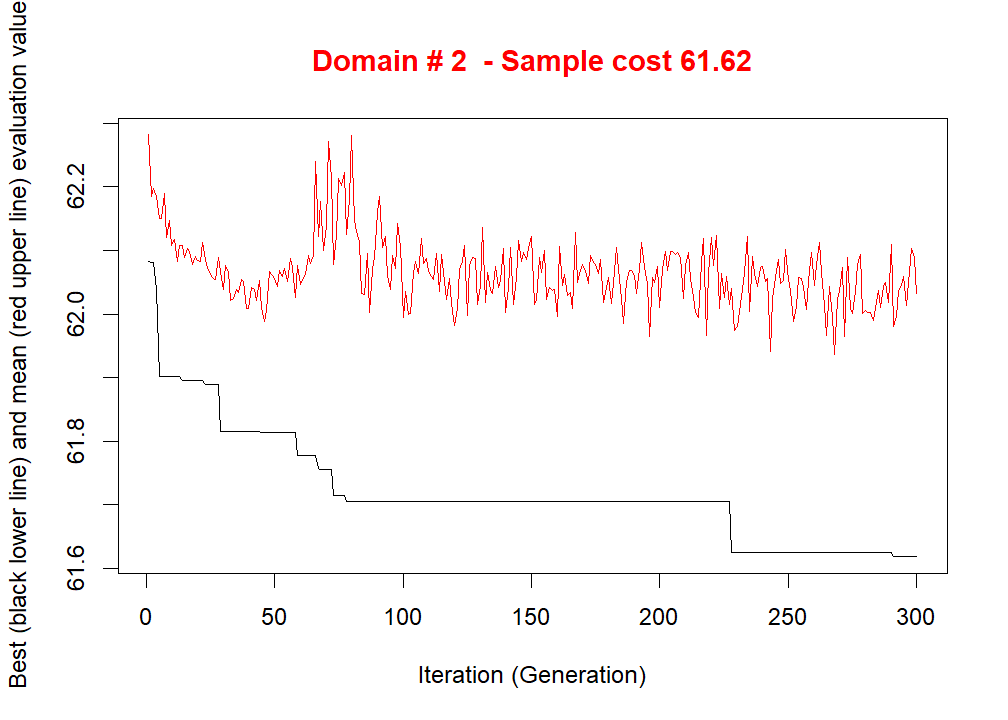 Domain # 2  - Sample cost 61.62
Best (black lower line) and mean (red upper line) evaluation value
62.2
62.0
61.8
61.6
0 50 100 150 200 250 300
Iteration (Generation)